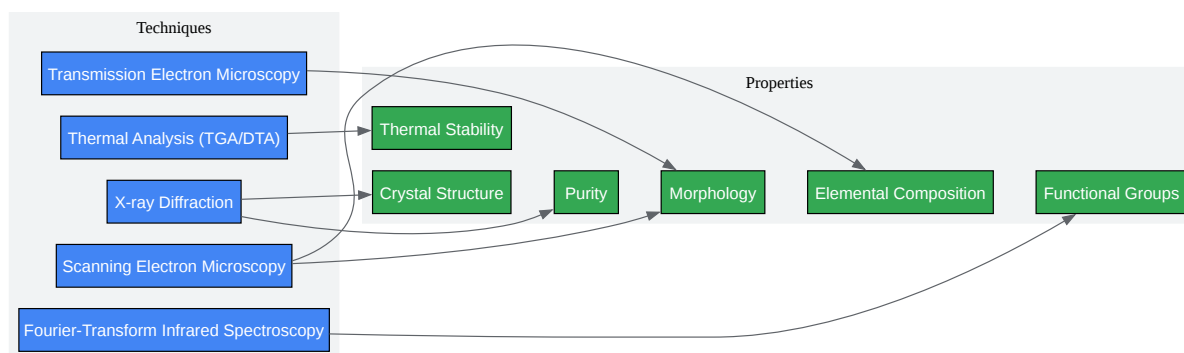 Techniques
Transmission Electron Microscopy
Thermal Analysis (TGA/DTA)
X-ray Diffraction
Scanning Electron Microscopy
Fourier-Transform Infrared Spectroscopy
Properties
Thermal Stability
Crystal Structure
Purity
Morphology
Elemental Composition
Functional Groups